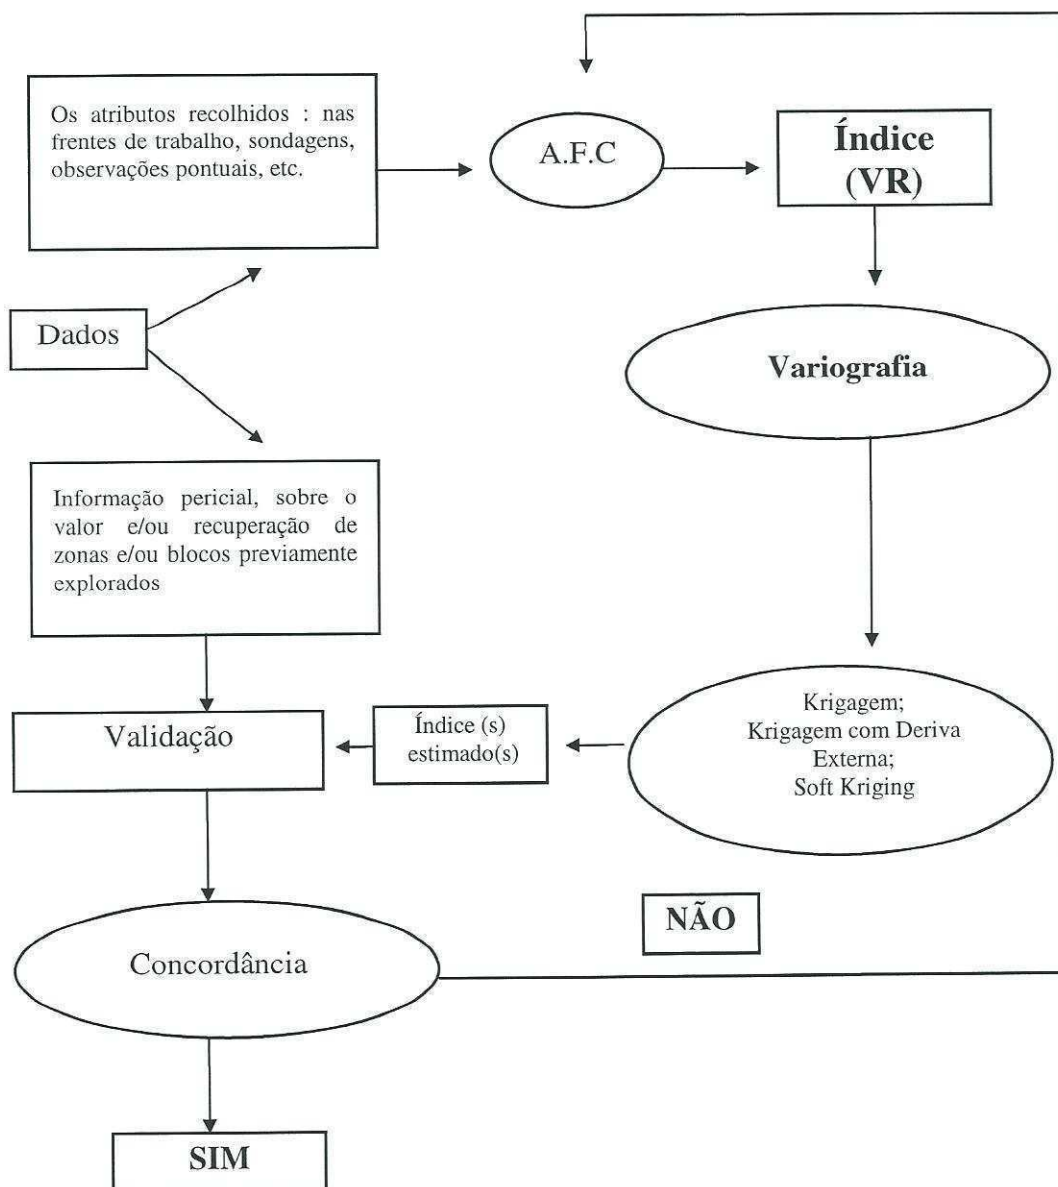 Os atributos recolhidos : nas
frentes de trabalho, sondagens,
observações pontuais, etc.
A.F.C
Índice
(VR)
Dados
Variografia
Informação pericial, sobre o
valor e/ou recuperação de
zonas e/ou blocos previamente
explorados
Krigagem;
Krigagem com Deriva
Externa;
Soft Kriging
Índice (s)
estimado(s)
Validação
NÃO
Concordância
SIM